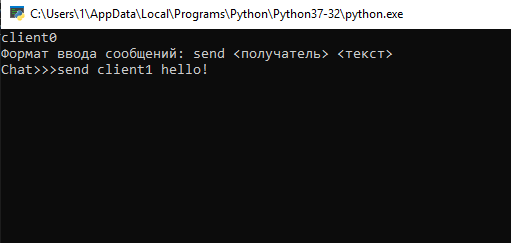 C:\Users\1\AppData\Local\Programs\Python\Python37-32\python.exe
client0
Формат ввода сообщений: send <получатель> <текст>
Chat>>>send client1 hello!